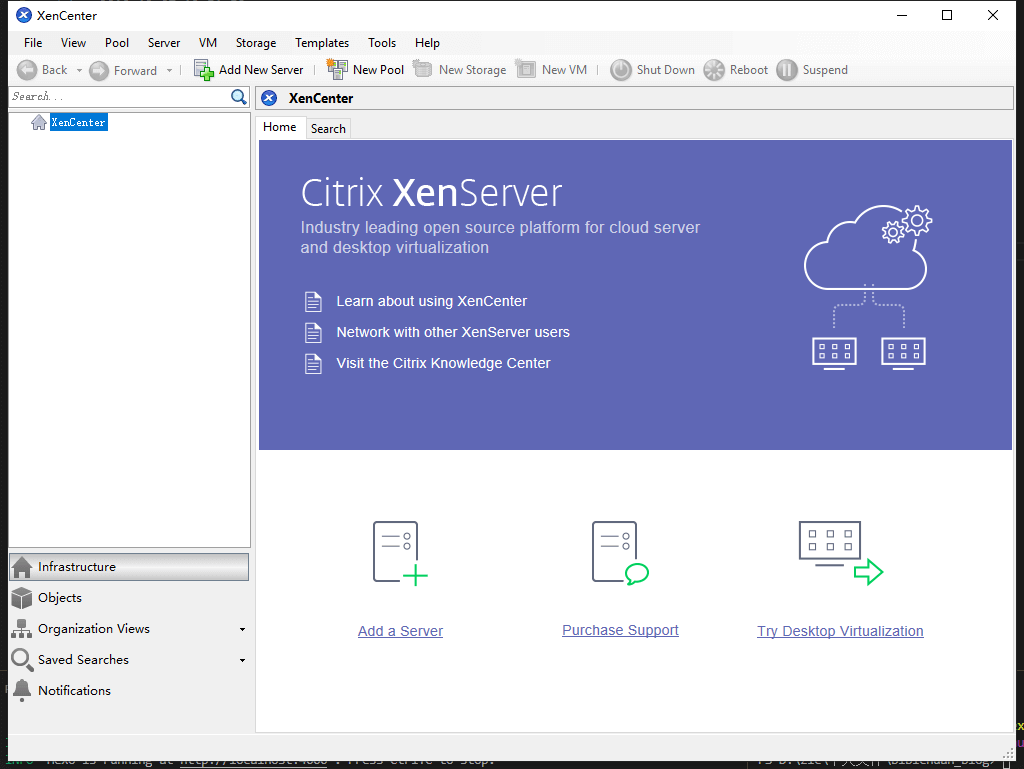 XenCenter
File View Pool Server VM Storage Templates Tools Help
Back Forward Add New Server New Pool New Storage New VM Shut Down Reboot Suspend
Search...
XenCenter
XenCenter
Home Search
Citrix XenServer
Industry leading open source platform for cloud server
and desktop virtualization
Learn about using XenCenter
Network with other XenServer users
Visit the Citrix Knowledge Center
Add a Server
Purchase Support
Try Desktop Virtualization
Infrastructure
Objects
Organization Views
Saved Searches
Notifications